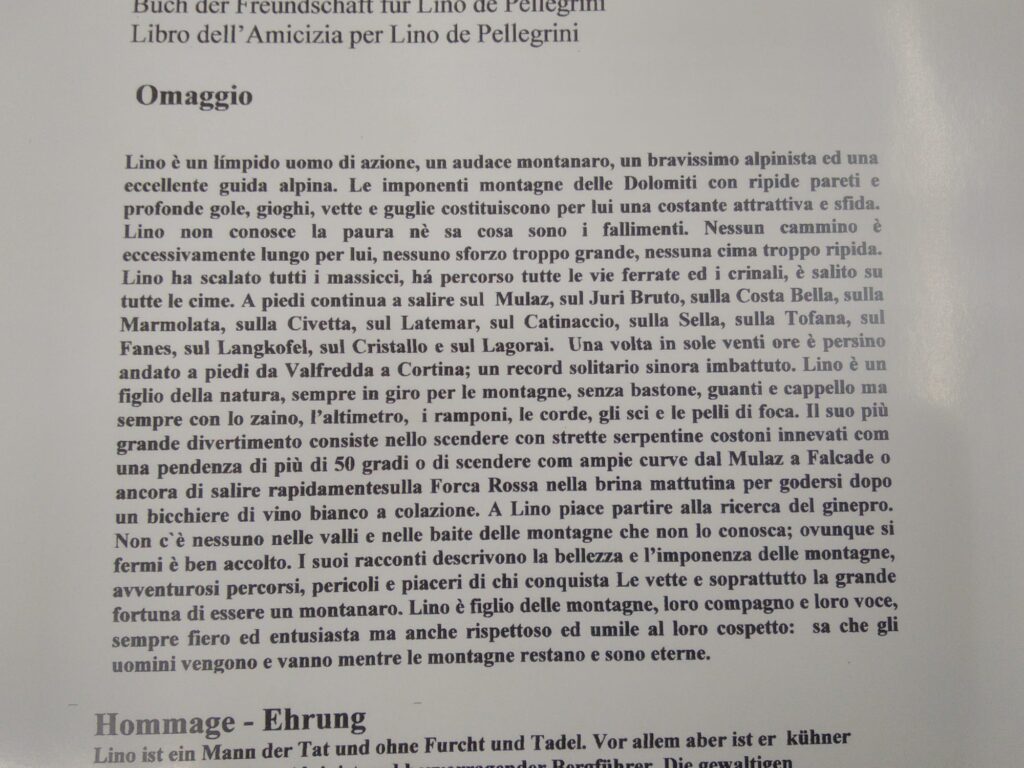 Buch der Freundschaft für Lino de Pellegrini
Libro dell'Amicizia per Lino de Pellegrini
Omaggio
Lino è un límpido uomo di azione, un audace montanaro, un bravissimo alpinista ed una
eccellente guida alpina. Le imponenti montagne delle Dolomiti con ripide pareti e
profonde gole, gioghi, vette e guglie costituiscono per lui una costante attrattiva e sfida.
Lino non conosce la paura nè sa cosa sono i fallimenti. Nessun cammino è
eccessivamente lungo per lui, nessuno sforzo troppo grande, nessuna cima troppo ripida.
Lino ha scalato tutti i massicci, há percorso tutte le vie ferrate ed i crinali, è salito su
tutte le cime. A piedi continua a salire sul Mulaz, sul Juri Bruto, sulla Costa Bella, sulla
Marmolata, sulla Civetta, sul Latemar, sul Catinaccio, sulla Sella, sulla Tofana, sul
Fanes, sul Langkofel, sul Cristallo e sul Lagorai. Una volta in sole venti ore è persino
andato a piedi da Valfredda a Cortina; un record solitario sinora imbattuto. Lino è un
figlio della natura, sempre in giro per le montagne, senza bastone, guanti e cappello ma
sempre con lo zaino, l'altimetro, i ramponi, le corde, gli sci e le pelli di foca. Il suo più
grande divertimento consiste nello scendere con strette serpentine costoni innevati com
una pendenza di più di 50 gradi o di scendere com ampie curve dal Mulaz a Falcade o
ancora di salire rapidamentesulla Forca Rossa nella brina mattutina per godersi dopo
un bicchiere di vino bianco a colazione. A Lino piace partire alla ricerca del ginepro.
Non c`è nessuno nelle valli e nelle baite delle montagne che non lo conosca; ovunque si
fermi è ben accolto. I suoi racconti descrivono la bellezza e l'imponenza delle montagne,
avventurosi percorsi, pericoli e piaceri di chi conquista Le vette e soprattutto la grande
fortuna di essere un montanaro. Lino è figlio delle montagne, loro compagno e loro voce,
sempre fiero ed entusiasta ma anche rispettoso ed umile al loro cospetto: sa che gli
uomini vengono e vanno mentre le montagne restano e sono eterne.
Hommage - Ehrung
Lino ist ein Mann der Tat und ohne Furcht und Tadel. Vor allem aber ist er kühner
Bergführer. Die gewaltigen